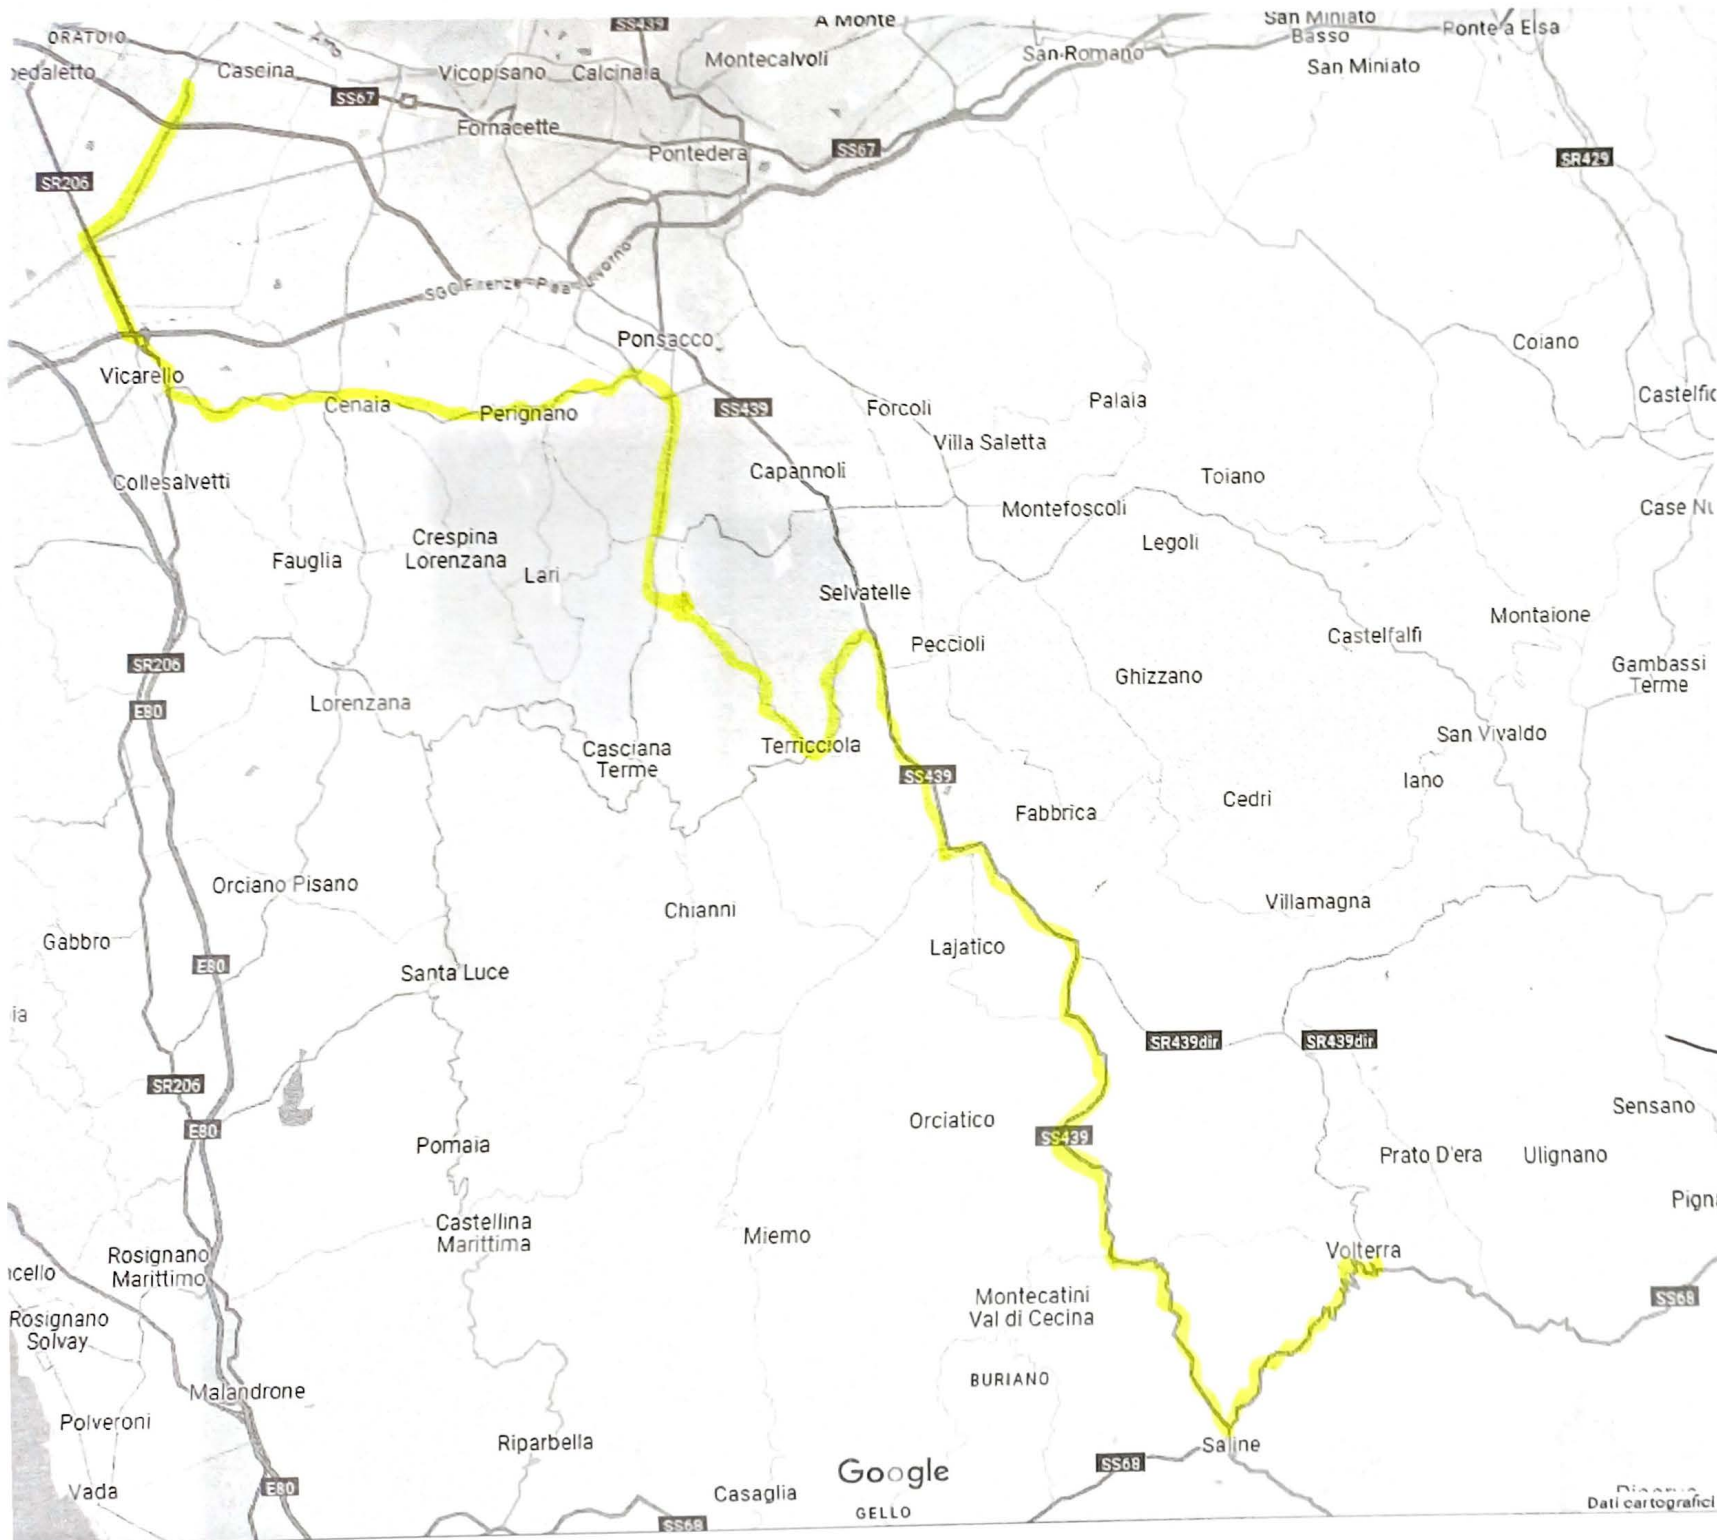 SS439
A Monte
San Miniato
Basso
Ponte a Elsa
ORATOIO
Cascina
Vicopisano
Calcinaia
Montecalvoli
San Romano
San Miniato
SS67
Fornacette
Pontedera
SS67
SR429
SR206
SGC Firenze-Pisa-Livorno
Ponsacco
Coiano
Vicarello
Cenaia
Perignano
SS439
Forcoli
Palaia
Villa Saletta
Capannoli
Toiano
Collesalvetti
Montefoscoli
Crespina
Lorenzana
Legoli
Fauglia
Lari
Selvatelle
Montaione
Peccioli
Castelfalfi
SR206
Gambassi
Terme
Ghizzano
E80
Lorenzana
San Vivaldo
Casciana
Terme
Terricciola
SS439
Iano
Cedri
Fabbrica
Orciano Pisano
Villamagna
Chianni
Gabbro
Lajatico
E80
Santa Luce
SR439dir
SR439dir
SR206
Orciatico
Sensano
E80
SS439
Pomaia
Prato D'era
Ulignano
Castellina
Marittima
Miemo
Volterra
Rosignano
Marittimo
Montecatini
Val di Cecina
SS68
Rosignano
Solvay
BURIANO
Malandrone
Polveroni
Riparbella
Saline
Google
SS68
Vada
E80
Casaglia
GELLO
SS68
Dati cartografici